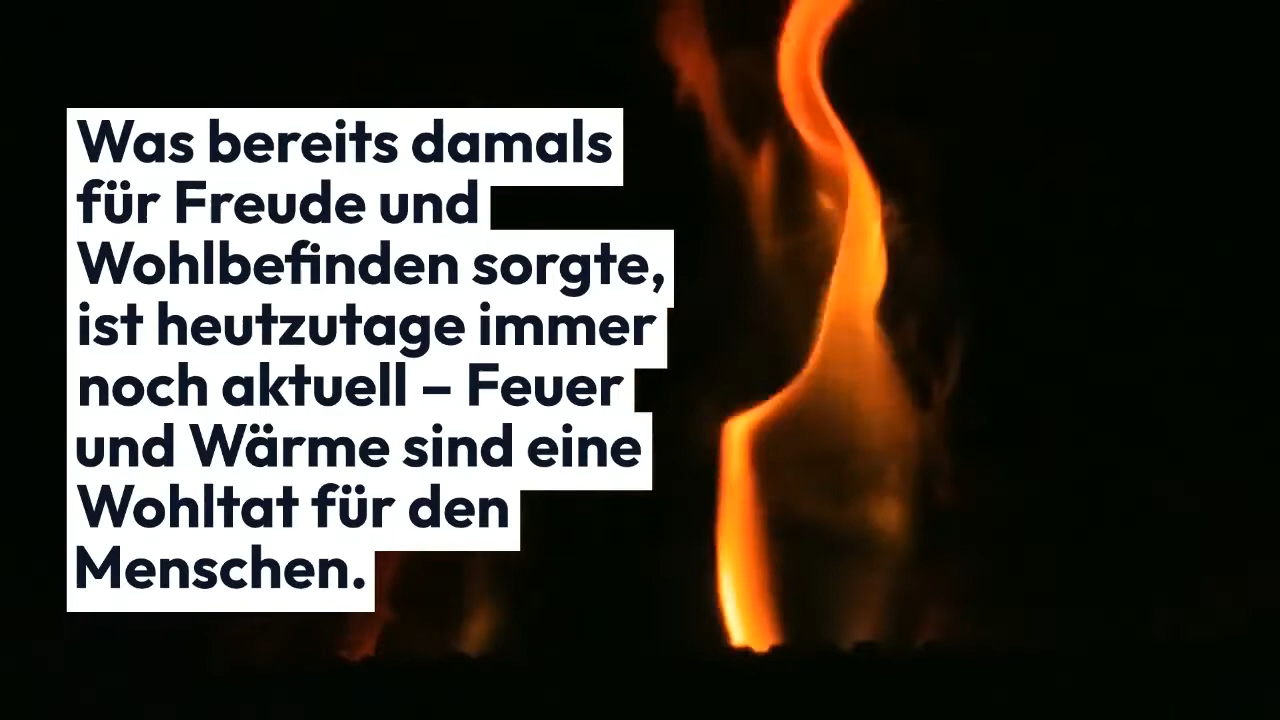 Was bereits damals
für Freude und
Wohlbefinden sorgte,
ist heutzutage immer
noch aktuell – Feuer
und Wärme sind eine
Wohltat für den
Menschen.